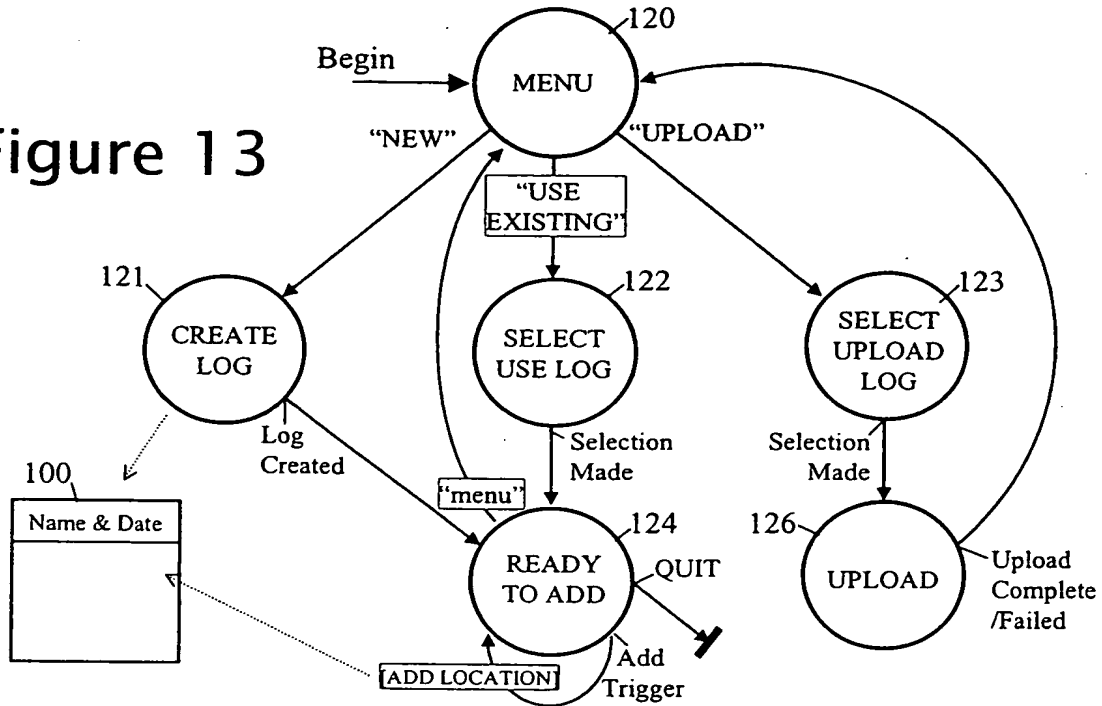 120
Begin
MENU
Figure 13
"NEW"
"UPLOAD"
"USE
EXISTING"
121
122
123
CREATE
LOG
SELECT
USE LOG
SELECT
UPLOAD
LOG
Log
Created
Selection
Made
Selection
Made
100
Name & Date
"menu"
124
126
READY
TO ADD
QUIT
UPLOAD
Upload
Complete
/Failed
[ADD LOCATION]
Add
Trigger